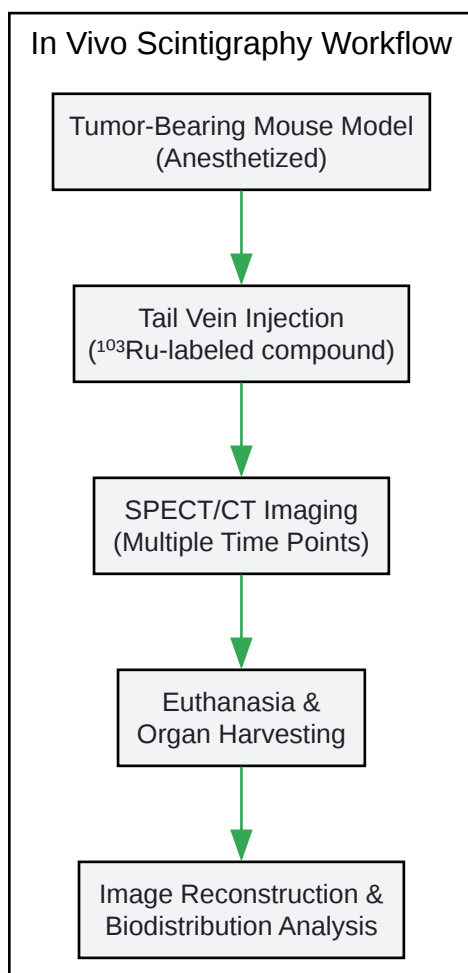 In Vivo Scintigraphy Workflow
Tumor-Bearing Mouse Model
(Anesthetized)
Tail Vein Injection
(¹⁰³Ru-labeled compound)
SPECT/CT Imaging
(Multiple Time Points)
Euthanasia &
Organ Harvesting
Image Reconstruction &
Biodistribution Analysis